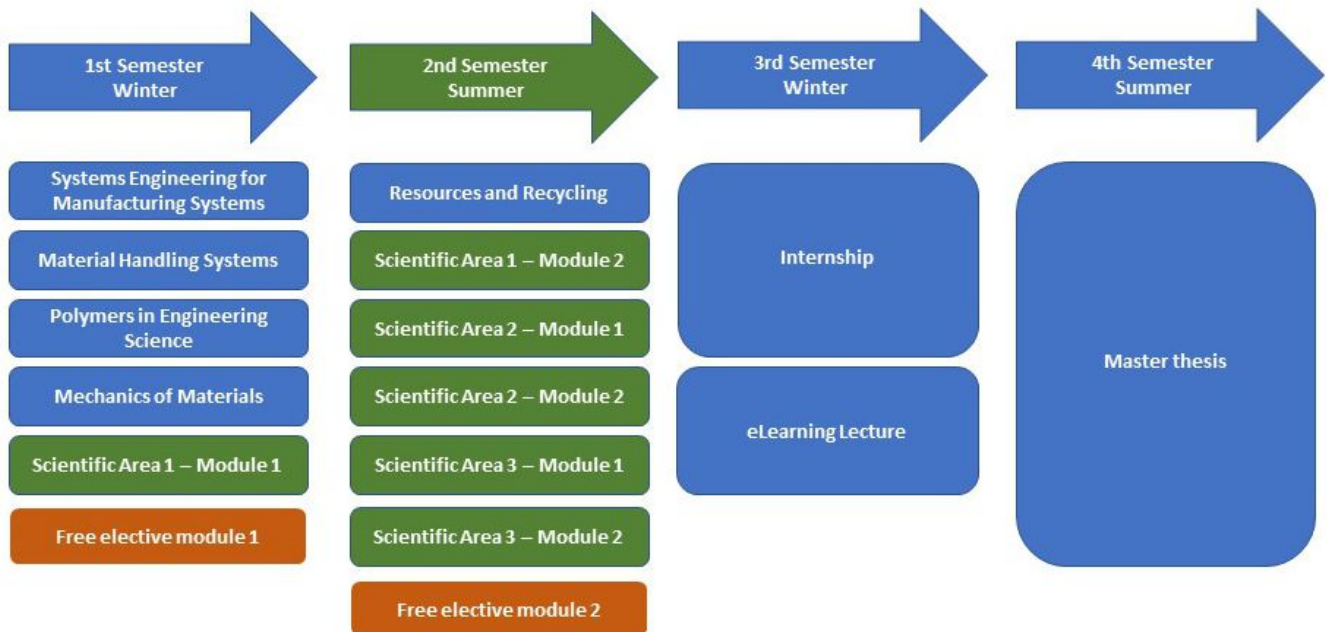 1st Semester
Winter
2nd Semester
Summer
3rd Semester
Winter
4th Semester
Summer
Systems Engineering for
Manufacturing Systems
Material Handling Systems
Polymers in Engineering
Science
Mechanics of Materials
Scientific Area 1 – Module 1
Free elective module 1
Resources and Recycling
Scientific Area 1 – Module 2
Scientific Area 2 – Module 1
Scientific Area 2 – Module 2
Scientific Area 3 – Module 1
Scientific Area 3 – Module 2
Free elective module 2
Internship
eLearning Lecture
Master thesis